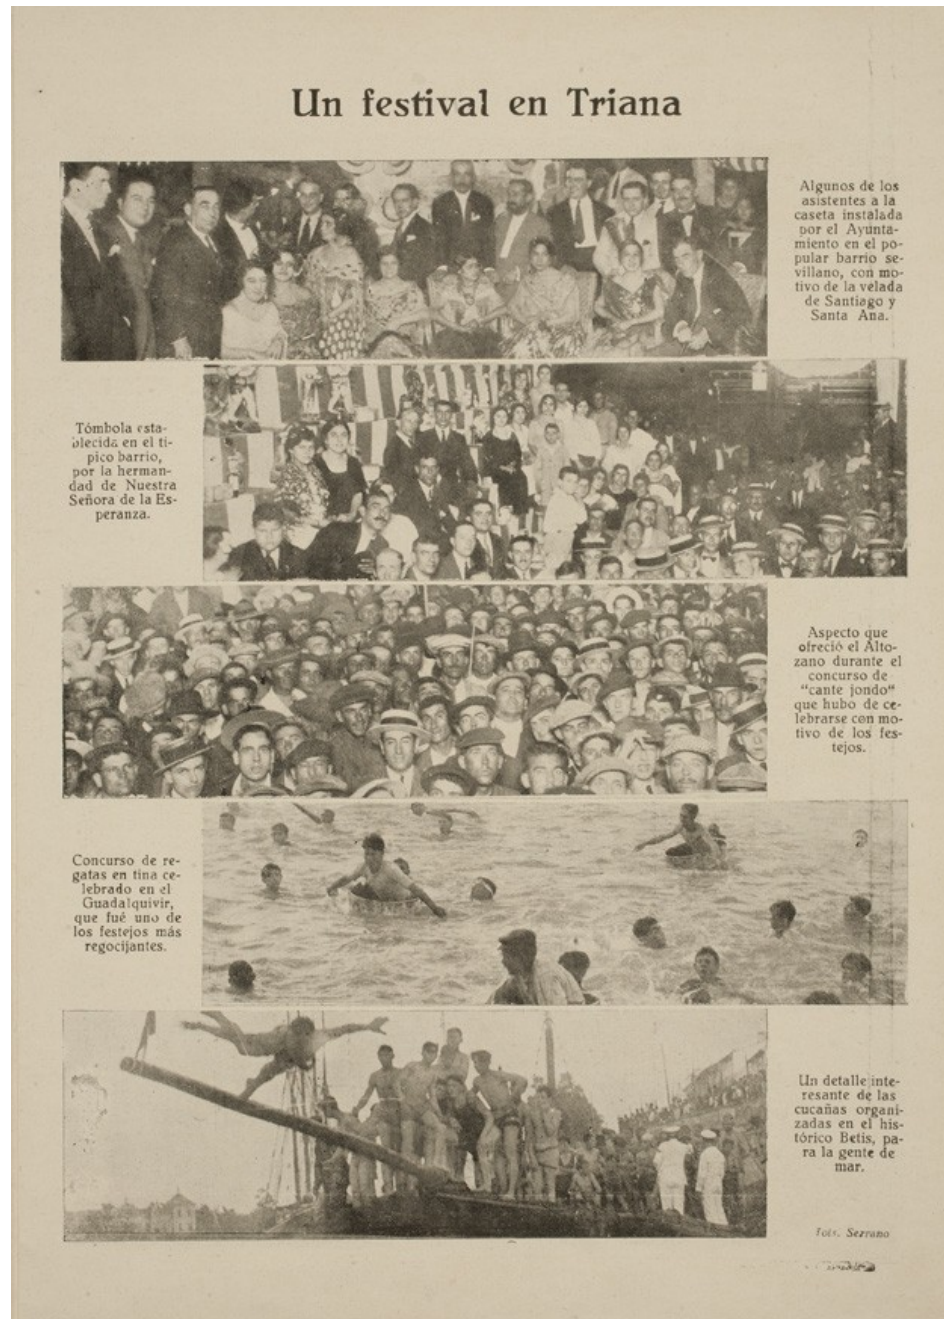 Un festival en Triana
Algunos de los
asistentes a la
caseta instalada
por el Ayunta-
miento en el po-
pular barrio se-
villano, con mo-
tivo de la velada
de Santiago y
Santa Ana.
Tómbola esta-
blecida en el tí-
pico barrio,
por la herman-
dad de Nuestra
Señora de la Es-
peranza.
Aspecto que
ofreció el Alto-
zano durante el
concurso de
"cante jondo"
que hubo de ce-
lebrarse con mo-
tivo de los fes-
tejos.
Concurso de re-
gatas en tina ce-
lebrado en el
Guadalquivir,
que fué uno de
los festejos más
regocijantes.
Un detalle inte-
resante de las
cucañas organi-
zadas en el his-
tórico Betis, pa-
ra la gente de
mar.
Fots. Serrano